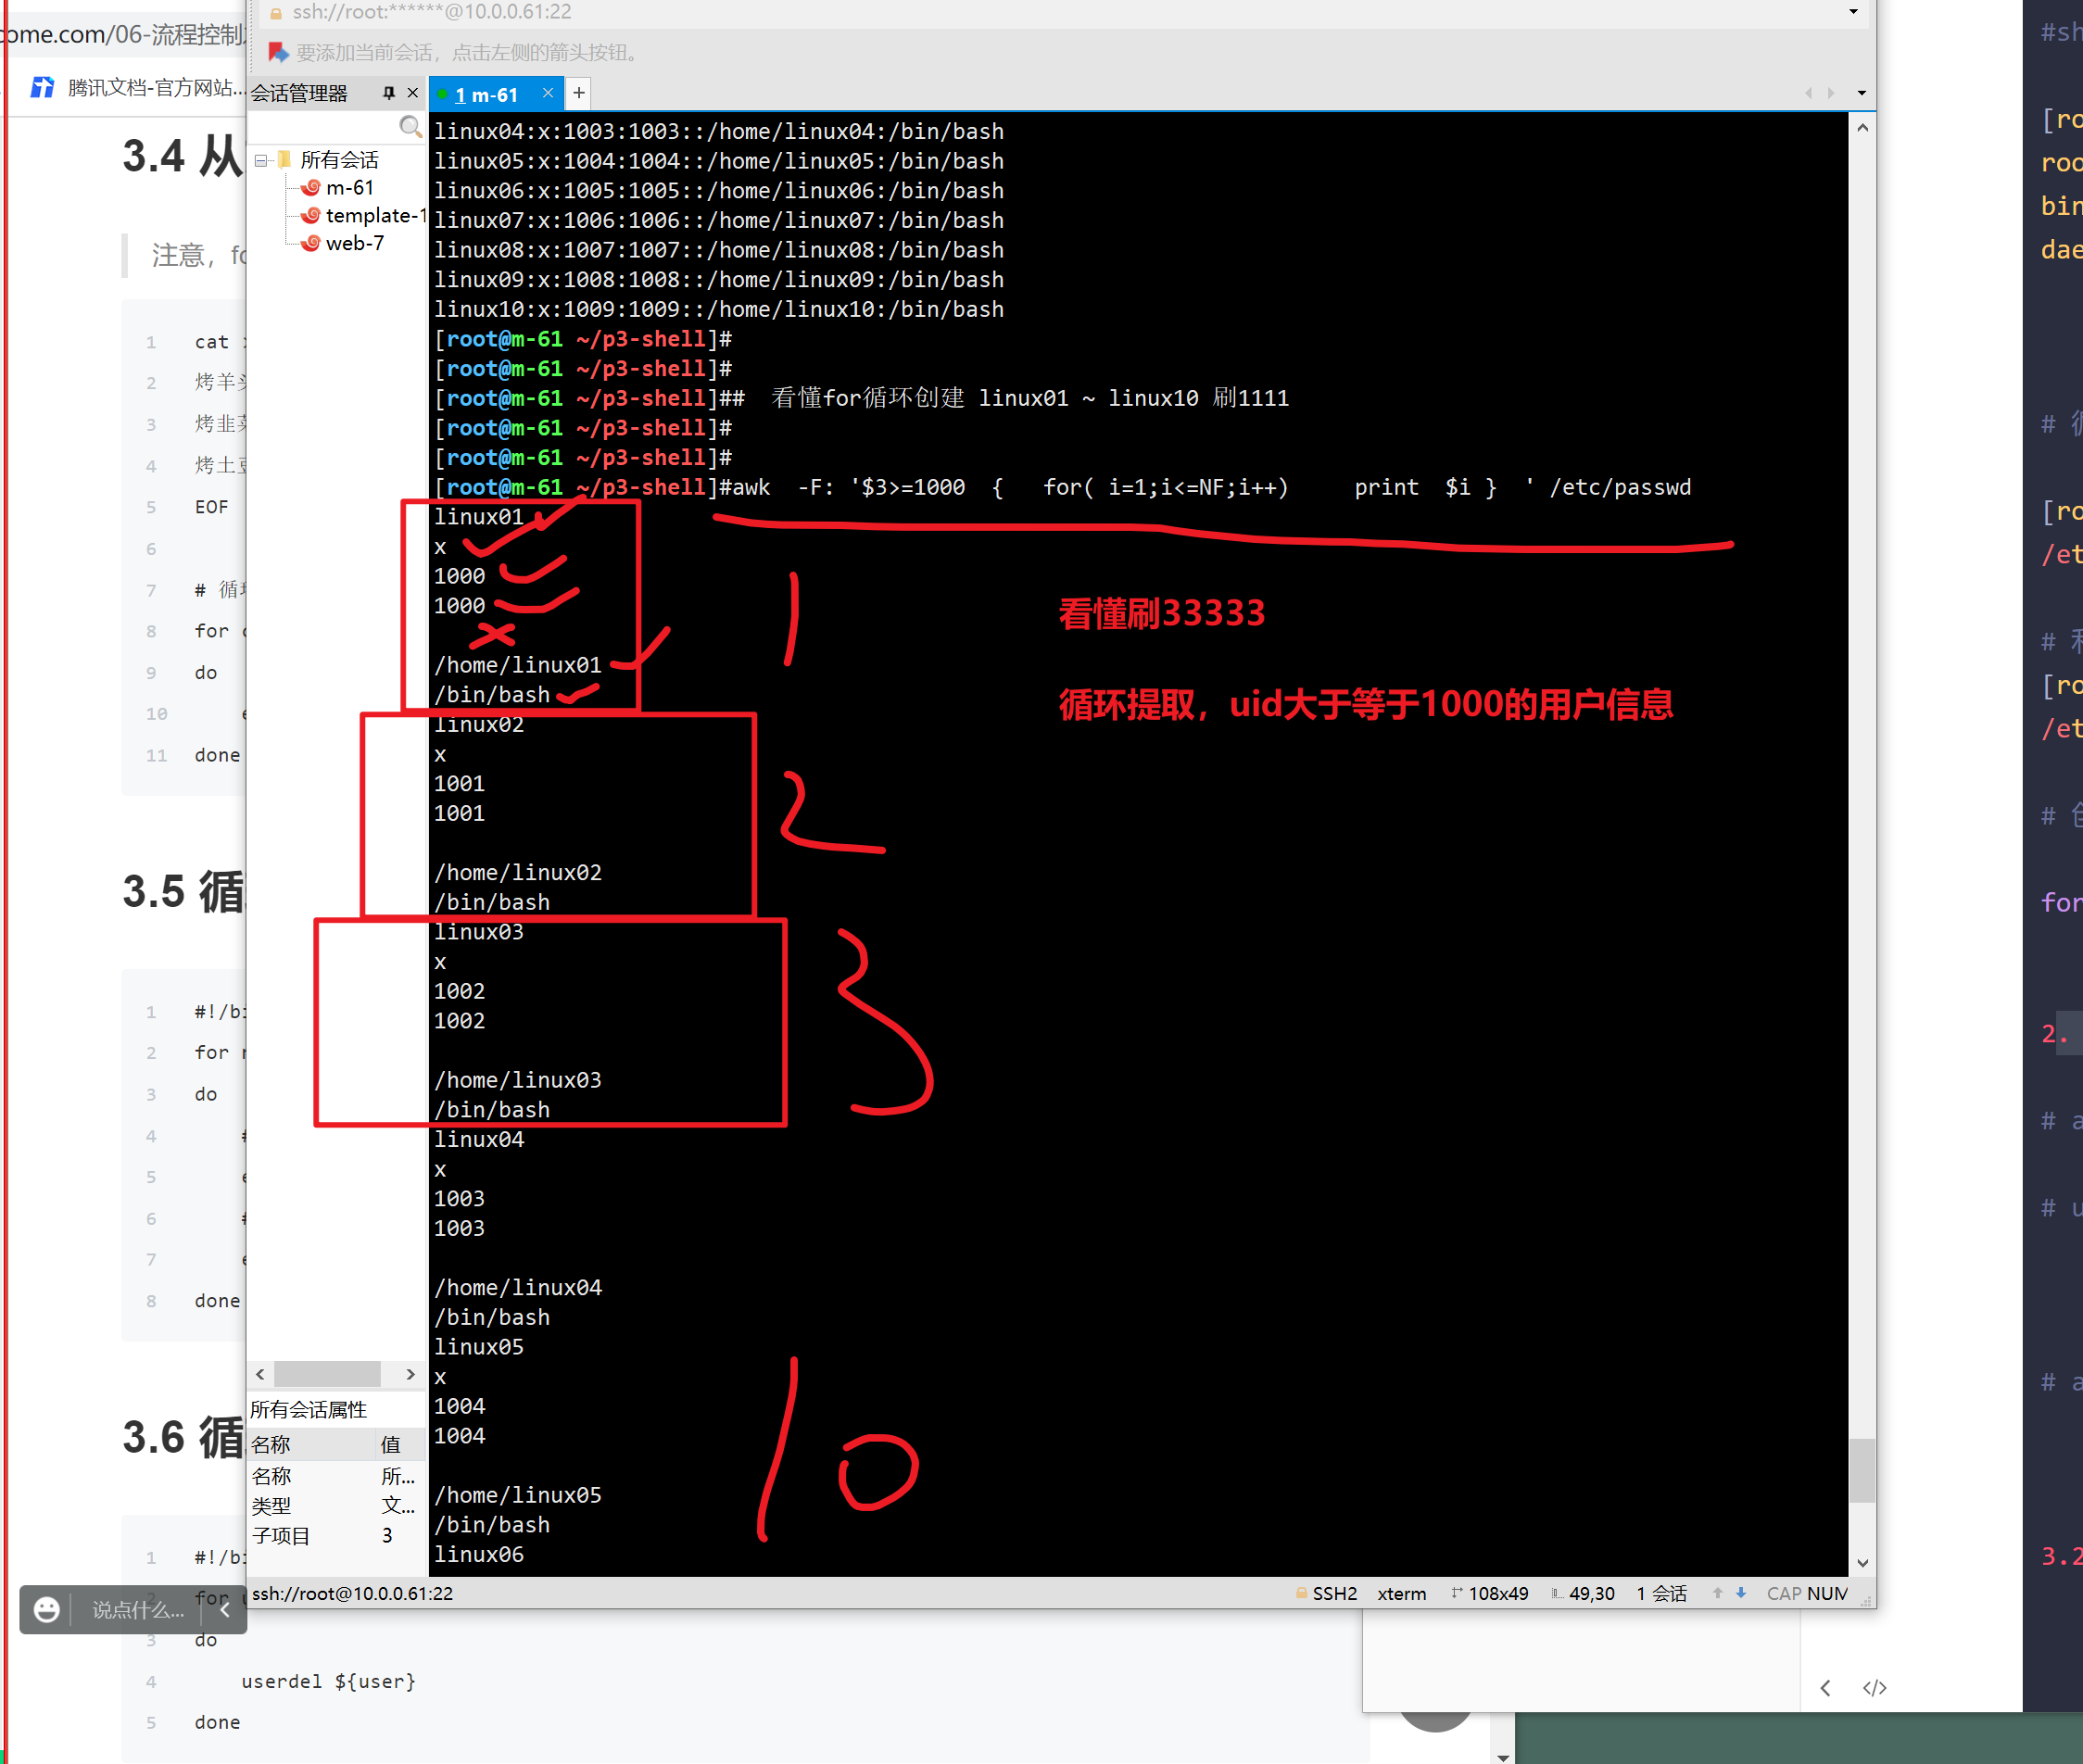 ome.com/06-流程控制
腾讯文档-官方网站...
3.4 从
注意，
1 cat
2 烤羊
3 烤韭
4 烤土
5 EOF
6
7 # 循
8 for
9 do
10
11 done
3.5 循
1 #!/bi
2 for
3 do
4 #
5 e
6 #
7 e
8 done
3.6 循
1 #!/bi
说点什么...
3 do
4 userdel ${user}
5 done
ssh://root:******@10.0.0.61:22
要添加当前会话，点击左侧的箭头按钮。
会话管理器
所有会话
m-61
template-1
web-7
所有会话属性
名称 值
名称 所...
类型 文...
子项目 3
1 m-61
linux04:x:1003:1003::/home/linux04:/bin/bash
linux05:x:1004:1004::/home/linux05:/bin/bash
linux06:x:1005:1005::/home/linux06:/bin/bash
linux07:x:1006:1006::/home/linux07:/bin/bash
linux08:x:1007:1007::/home/linux08:/bin/bash
linux09:x:1008:1008::/home/linux09:/bin/bash
linux10:x:1009:1009::/home/linux10:/bin/bash
[root@m-61 ~/p3-shell]#
[root@m-61 ~/p3-shell]#
[root@m-61 ~/p3-shell]## 看懂for循环创建 linux01 ~ linux10 刷1111
[root@m-61 ~/p3-shell]#
[root@m-61 ~/p3-shell]#
[root@m-61 ~/p3-shell]#awk -F: '$3>=1000 { for( i=1;i<=NF;i++) print $i } ' /etc/passwd
linux01
x
1000
1000
/home/linux01
/bin/bash
1
看懂刷33333
循环提取，uid大于等于1000的用户信息
linux02
x
1001
1001
/home/linux02
/bin/bash
2
linux03
x
1002
1002
/home/linux03
/bin/bash
3
linux04
x
1003
1003
/home/linux04
/bin/bash
linux05
x
1004
1004
/home/linux05
/bin/bash
linux06
10
ssh://root@10.0.0.61:22
SSH2 xterm 108x49 49,30 1 会话 CAP NUM
#sh
[ro
roo
bin
dae
[ro
/et
[ro
/et
for
2.
# a
# u
# a
3.2